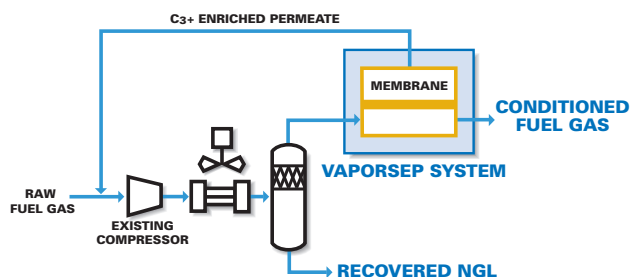 C3+ ENRICHED PERMEATE
MEMBRANE
CONDITIONED
FUEL GAS
VAPORSEP SYSTEM
RAW
FUEL GAS
EXISTING
COMPRESSOR
RECOVERED NGL